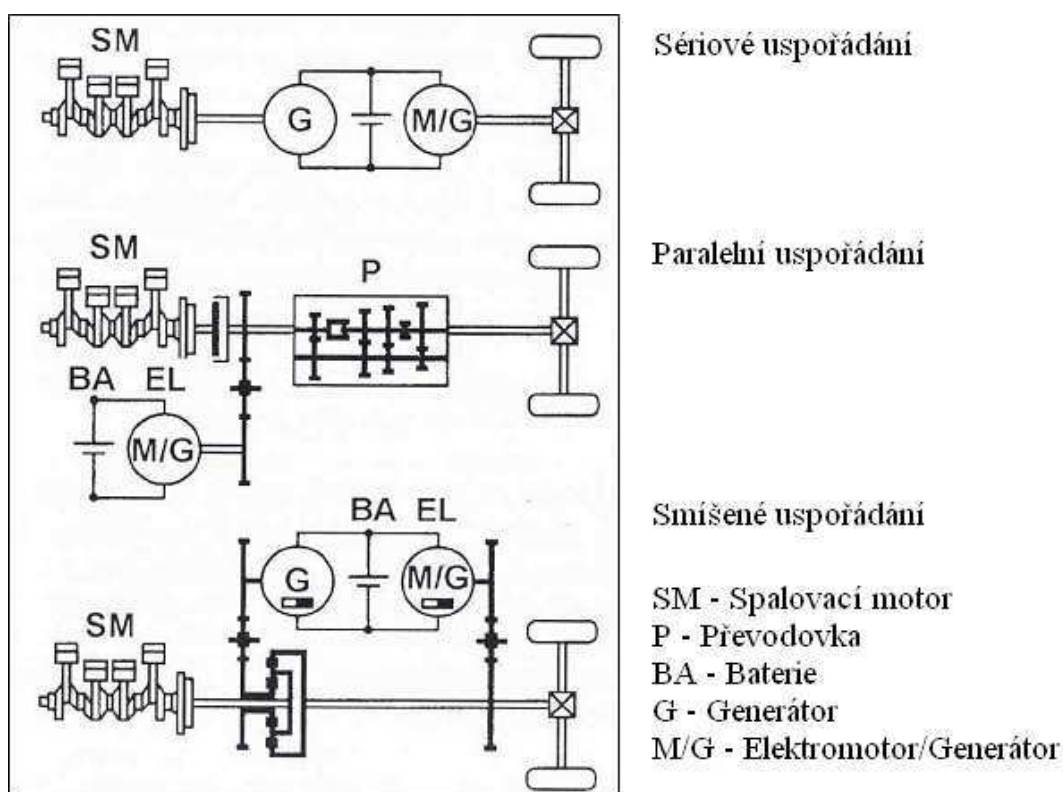 SM
G
M/G
Sériové uspořádání
SM
P
BA EL
M/G
Paralelní uspořádání
BA EL
G
M/G
SM
Smíšené uspořádání
SM - Spalovací motor
P - Převodovka
BA - Baterie
G - Generátor
M/G - Elektromotor/Generátor